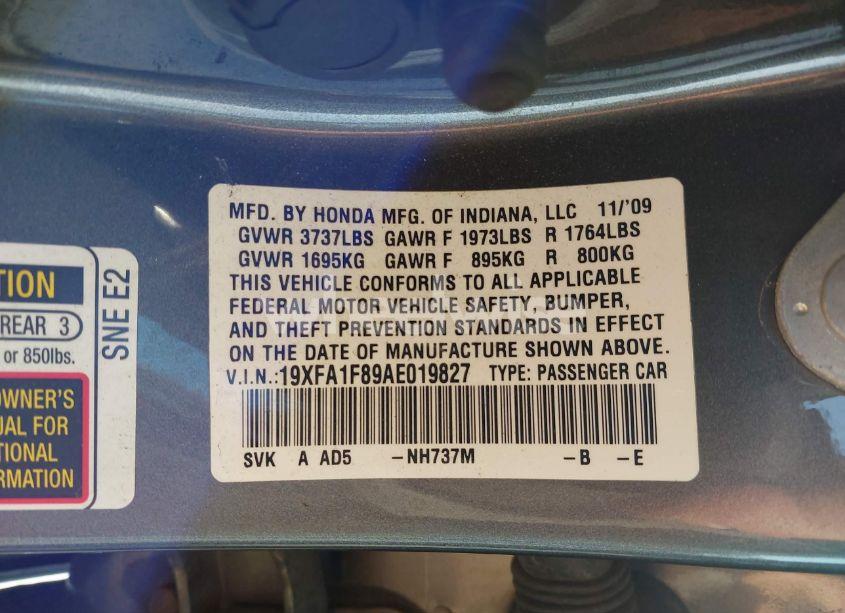 MFD. BY HONDA MFG. OF INDIANA, LLC 11/'09
GVWR 3737LBS GAWR F 1973LBS R 1764LBS
GVWR 1695KG GAWR F 895KG R 800KG
THIS VEHICLE CONFORMS TO ALL APPLICABLE
FEDERAL MOTOR VEHICLE SAFETY, BUMPER,
AND THEFT PREVENTION STANDARDS IN EFFECT
ON THE DATE OF MANUFACTURE SHOWN ABOVE.
V.I.N.:19XFA1F89AE019827 TYPE: PASSENGER CAR
SVK A AD5 -NH737M -B -E
TION
REAR 3
or 850lbs.
OWNER'S
UAL FOR
TIONAL
RMATION
SNE E2